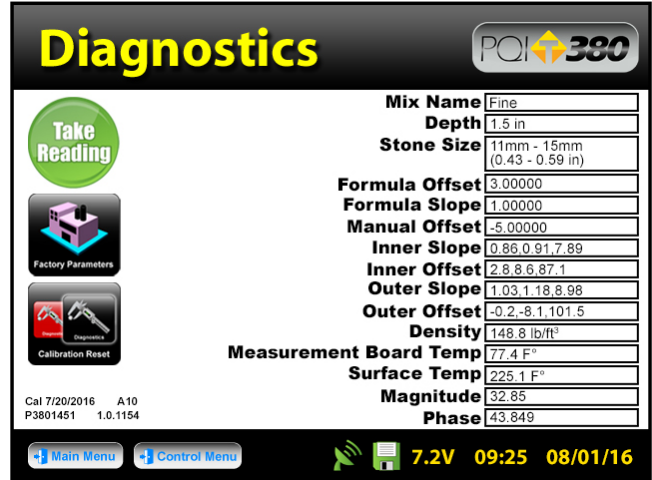 Diagnostics
PQI T 380
Take
Reading
Factory Parameters
Diagnostics
Calibration Reset
Cal 7/20/2016 A10
P3801451 1.0.1154
Mix Name Fine
Depth 1.5 in
Stone Size 11mm - 15mm
(0.43 - 0.59 in)
Formula Offset 3.00000
Formula Slope 1.00000
Manual Offset -5.00000
Inner Slope 0.86,0.91,7.89
Inner Offset 2.8,8.6,87.1
Outer Slope 1.03,1.18,8.98
Outer Offset -0.2,-8.1,101.5
Density 148.8 lb/ft³
Measurement Board Temp 77.4 F°
Surface Temp 225.1 F°
Magnitude 32.85
Phase 43.849
Main Menu Control Menu 7.2V 09:25 08/01/16